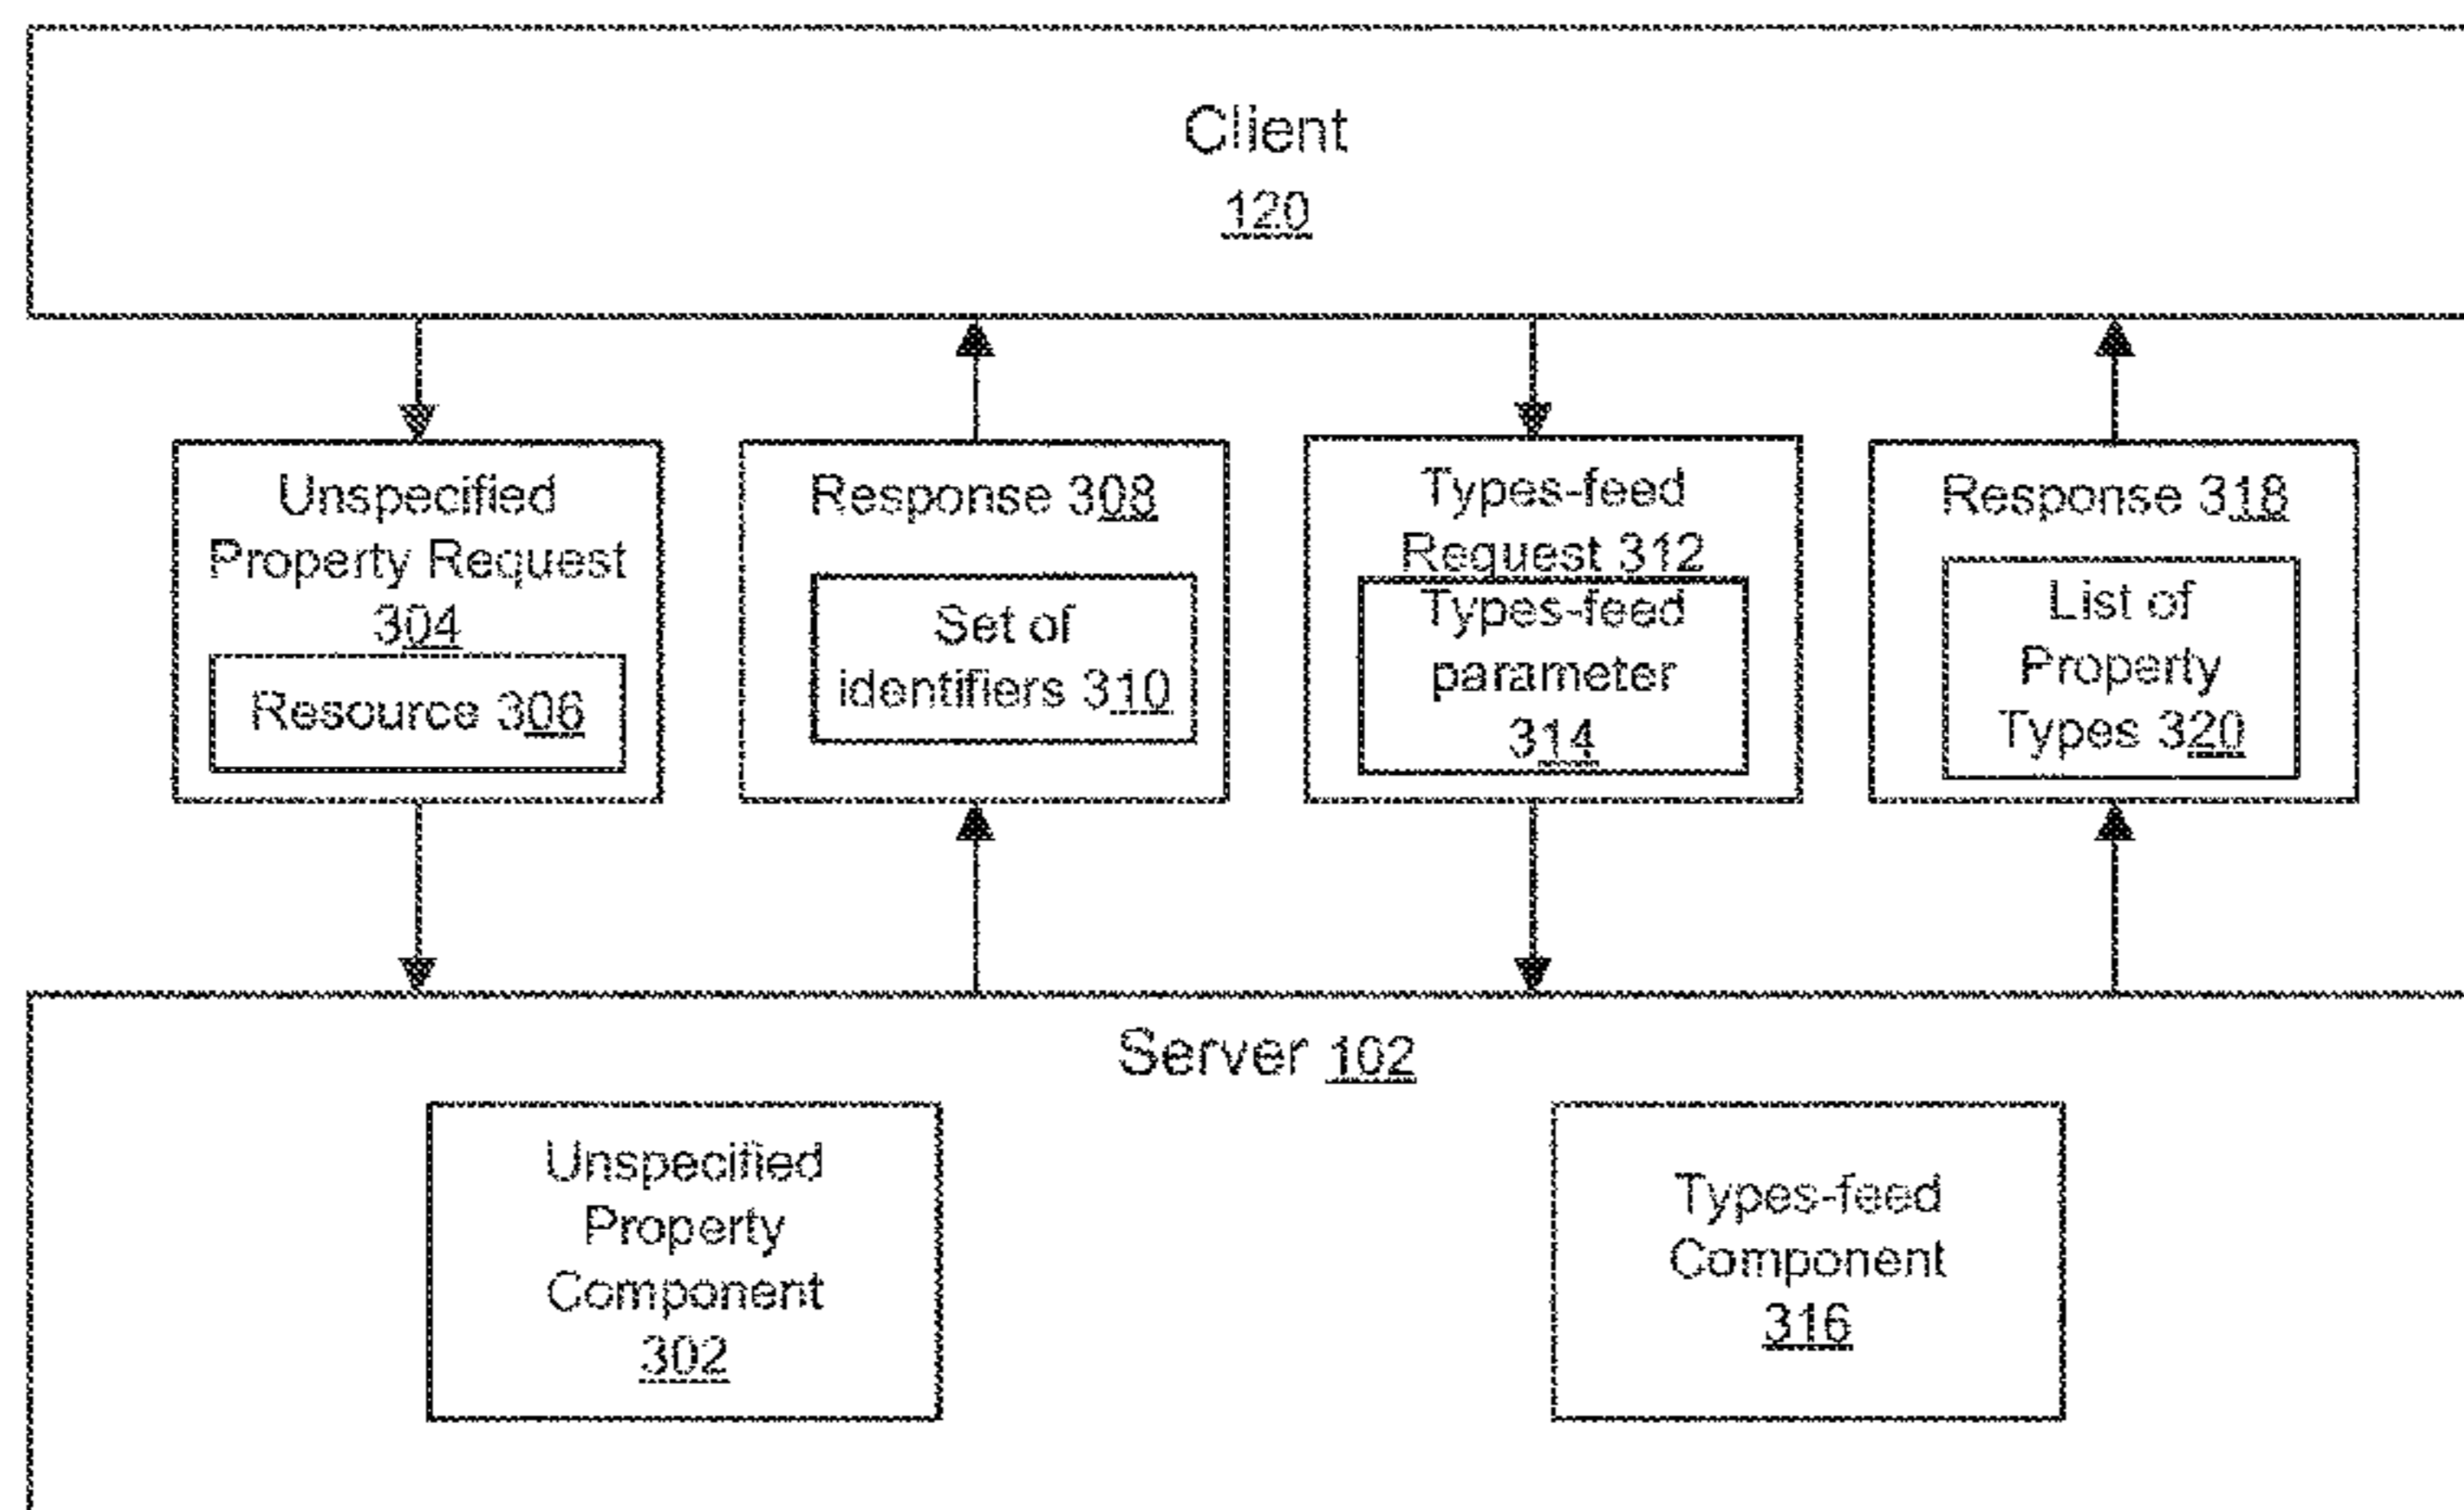 Client
120
Unspecified
Property Request
304
Resource 306
Response 308
Set of
identifiers 310
Types-feed
Request 312
Types-feed
parameter
314
Response 318
List of
Property
Types 320
Server 102
Unspecified
Property
Component
302
Types-feed
Component
316